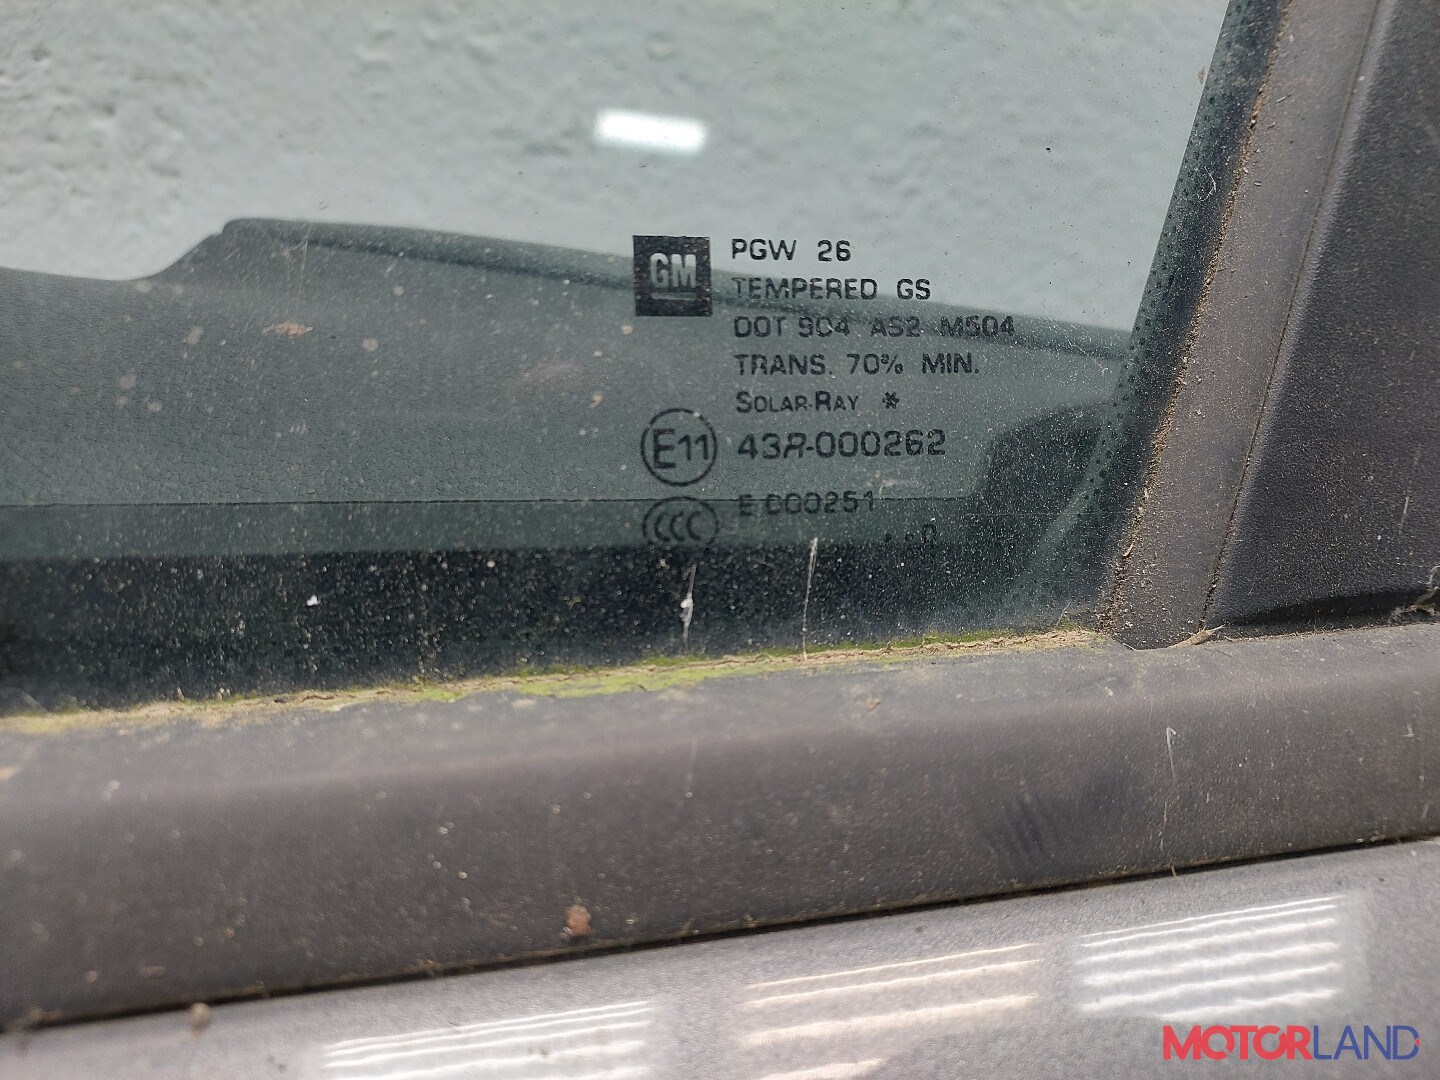 GM
PGW 26
TEMPERED GS
DOT 904 AS2 M504
TRANS. 70% MIN.
SOLAR-RAY *
E11 43R-000262
CCC E000251
MOTORLAND